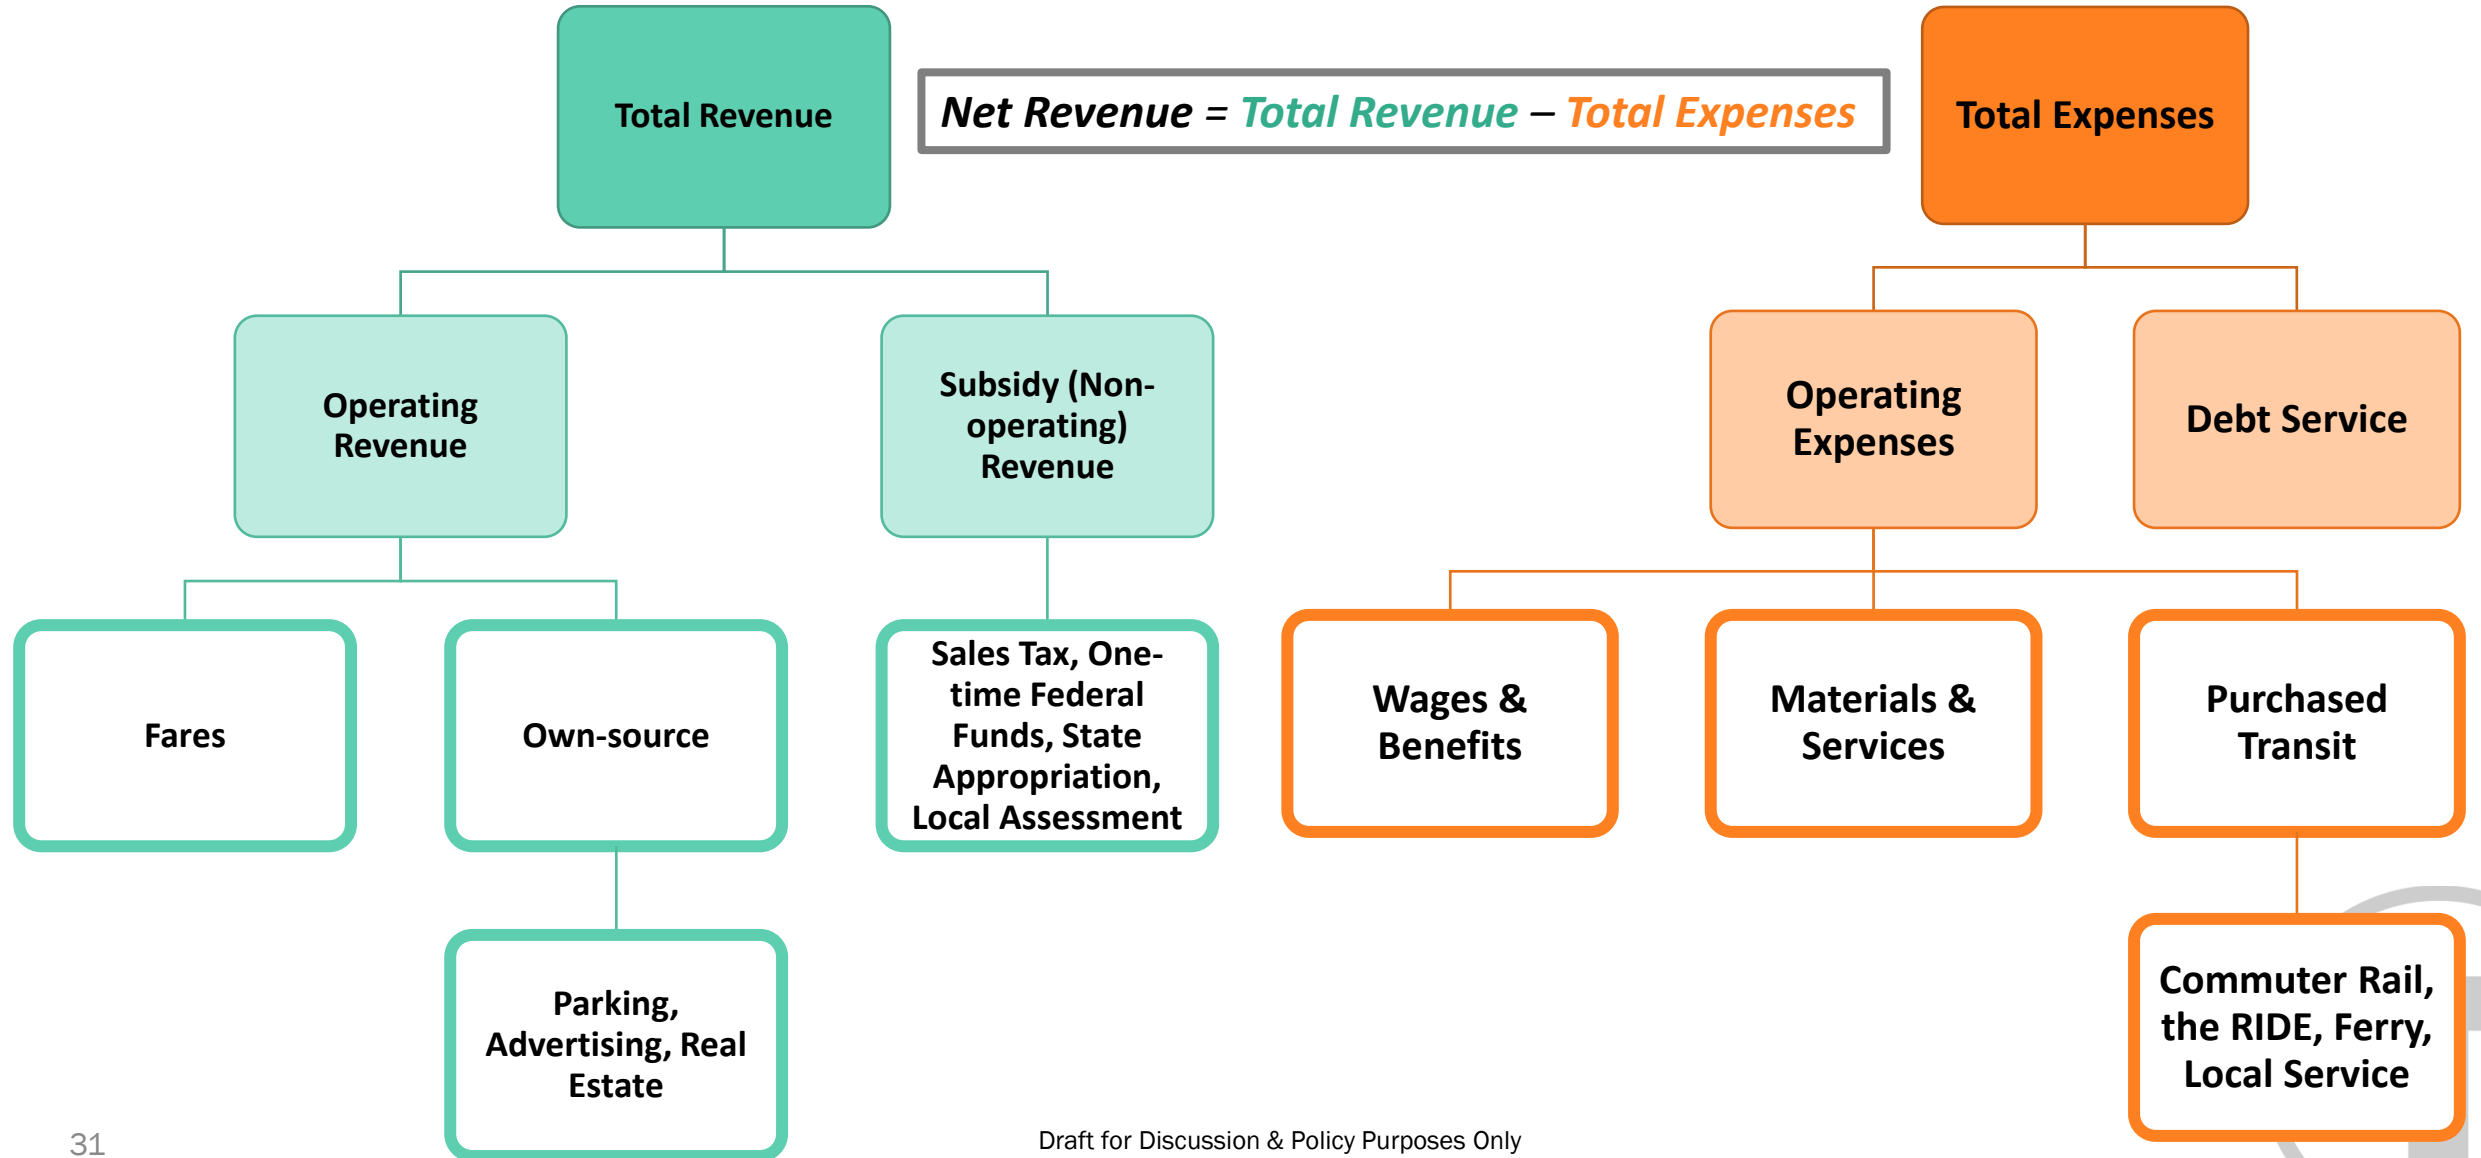 Total Revenue
Net Revenue = Total Revenue – Total Expenses
Total Expenses
Operating
Revenue
Subsidy (Non-
operating)
Revenue
Operating
Expenses
Debt Service
Fares
Own-source
Sales Tax, One-
time Federal
Funds, State
Appropriation,
Local Assessment
Wages &
Benefits
Materials &
Services
Purchased
Transit
Parking,
Advertising, Real
Estate
Commuter Rail,
the RIDE, Ferry,
Local Service
31
Draft for Discussion & Policy Purposes Only